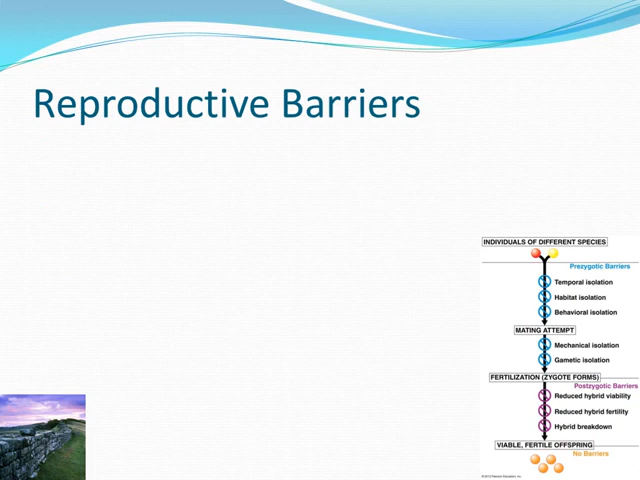 Reproductive Barriers
INDIVIDUALS OF DIFFERENT SPECIES
Prezygotic Barriers
Temporal isolation
Habitat isolation
Behavioral isolation
MATING ATTEMPT
Mechanical isolation
Gametic isolation
FERTILIZATION (ZYGOTE FORMS)
Postzygotic Barriers
Reduced hybrid viability
Reduced hybrid fertility
Hybrid breakdown
VIABLE, FERTILE OFFSPRING
No Barriers